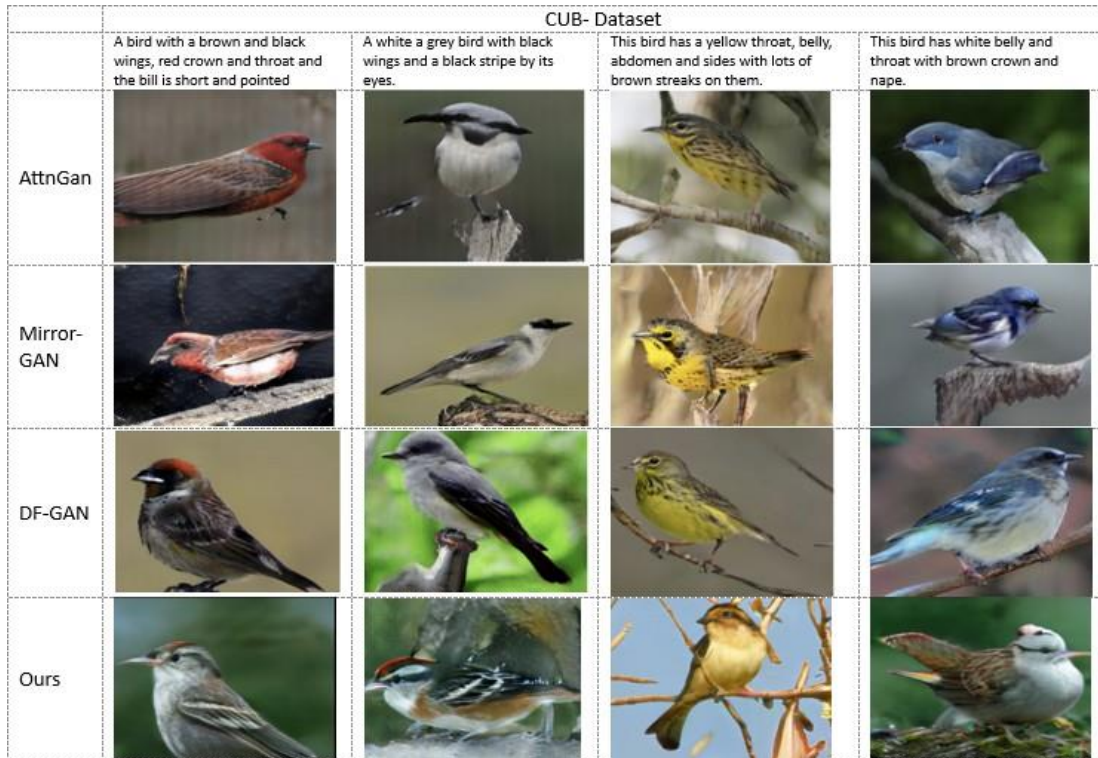 CUB- Dataset
A bird with a brown and black
wings, red crown and throat and
the bill is short and pointed
A white a grey bird with black
wings and a black stripe by its
eyes.
This bird has a yellow throat, belly,
abdomen and sides with lots of
brown streaks on them.
This bird has white belly and
throat with brown crown and
nape.
AttnGan
Mirror-
GAN
DF-GAN
Ours